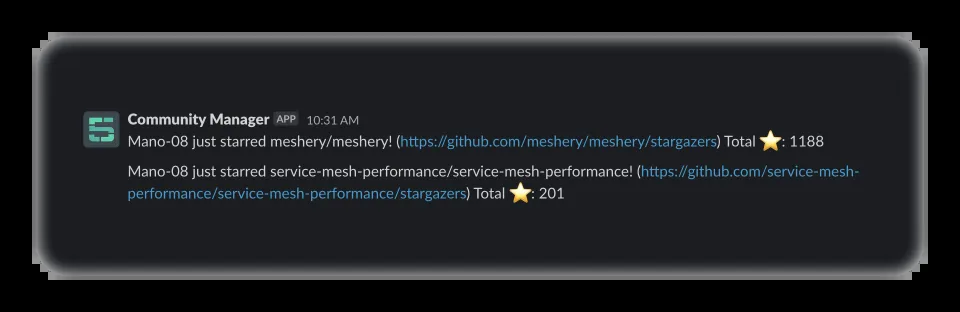 Community Manager APP 10:31 AM
Mano-08 just starred meshery/meshery! (https://github.com/meshery/meshery/stargazers) Total ⭐: 1188
Mano-08 just starred service-mesh-performance/service-mesh-performance! (https://github.com/service-mesh-
performance/service-mesh-performance/stargazers) Total ⭐: 201